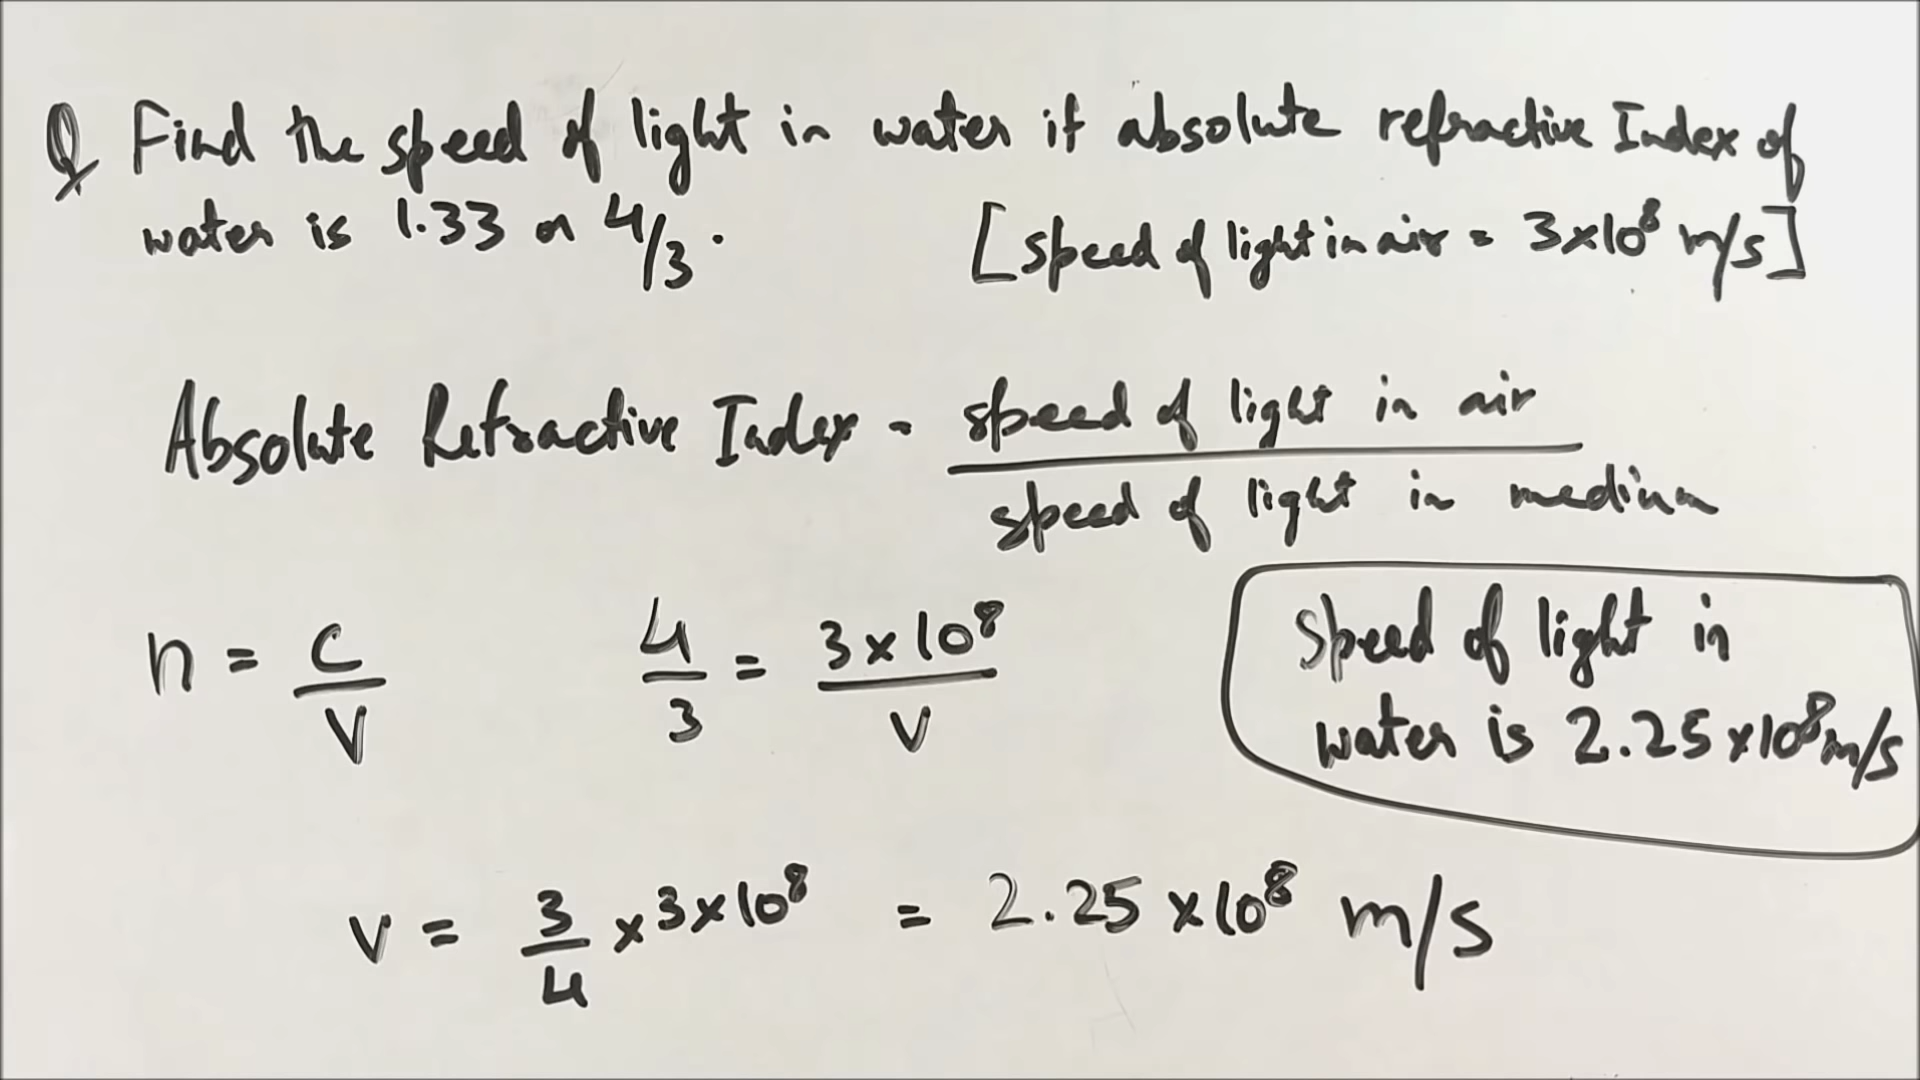 Q Find the speed of light in water if absolute refractive Index of
water is 1.33 or 4/3. [speed of light in air = 3×10⁸ m/s]
Absolute Refractive Index = speed of light in air / speed of light in medium
n = c/v 4/3 = 3×10⁸/v
Speed of light in
water is 2.25×10⁸ m/s
v = 3/4 × 3×10⁸ = 2.25×10⁸ m/s